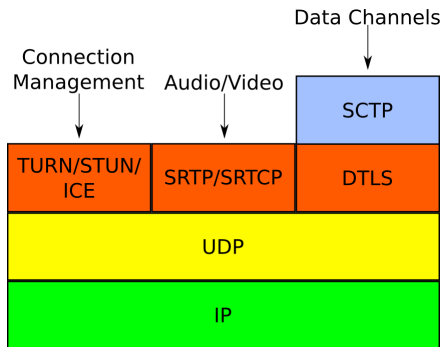 Data Channels
Connection
Management
Audio/Video
SCTP
TURN/STUN/
ICE
SRTP/SRTCP
DTLS
UDP
IP